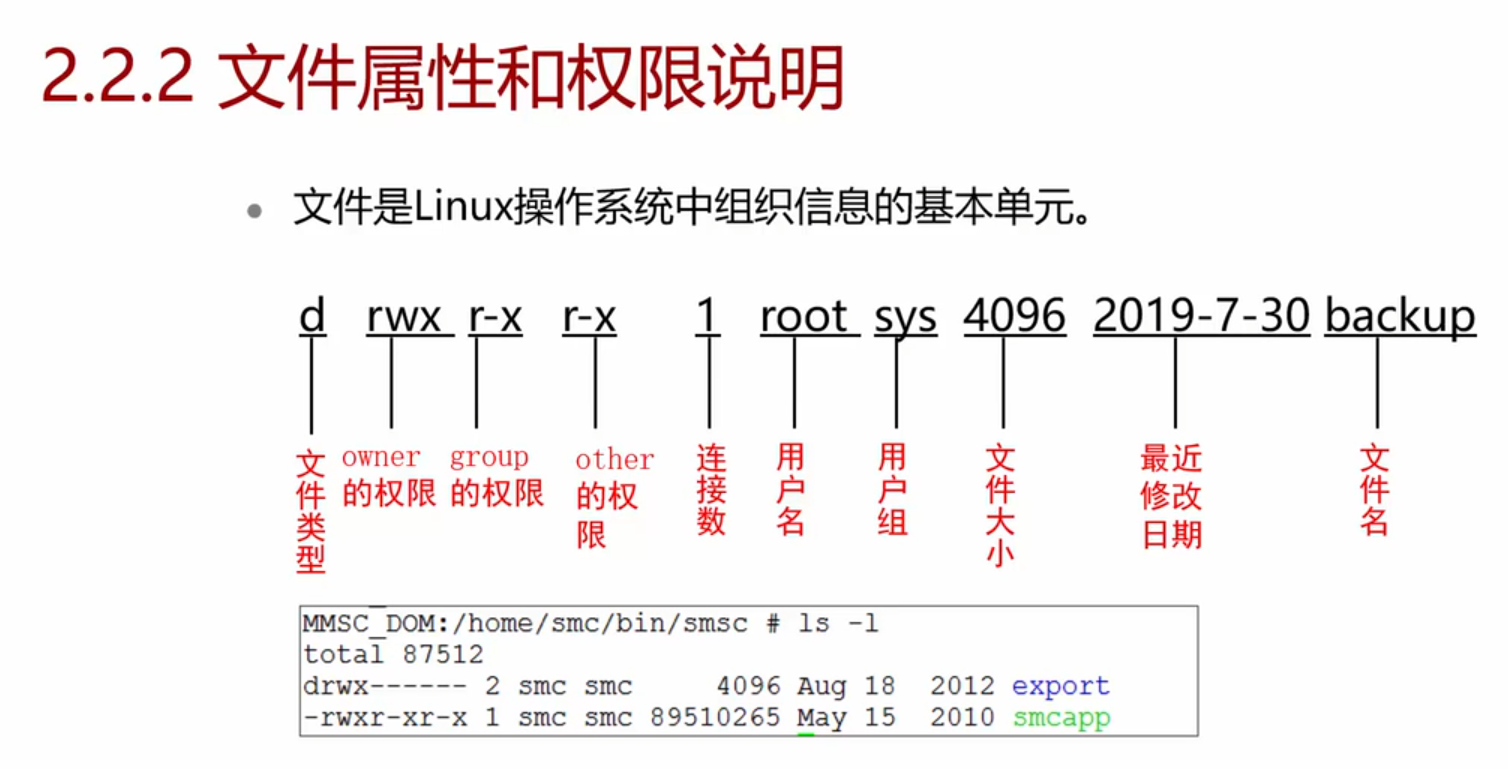 2.2.2 文件属性和权限说明
• 文件是Linux操作系统中组织信息的基本单元。
d rwx r-x r-x 1 root sys 4096 2019-7-30 backup
文件类型
owner
的权限
group
的权限
other
的权
限
连接数
用户名
用户组
文件大小
最近
修改
日期
文件名
MMSC_DOM:/home/smc/bin/smsc # ls -l
total 87512
drwx------ 2 smc smc     4096 Aug 18  2012 export
-rwxr-xr-x 1 smc smc 89510265 May 15  2010 smcapp